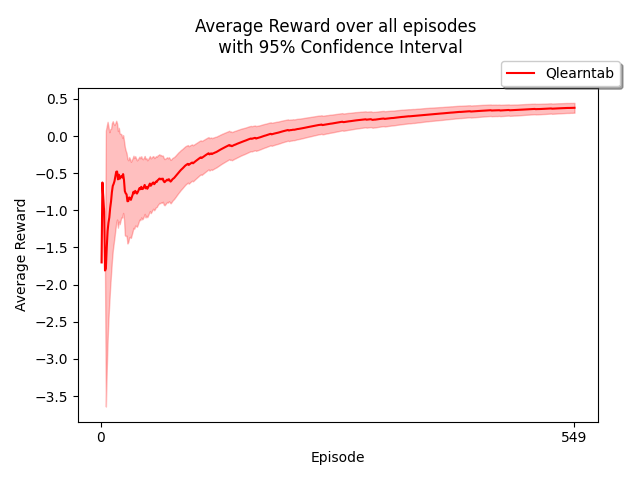 Average Reward over all episodes
with 95% Confidence Interval
Qlearntab
0.5
0.0
−0.5
−1.0
−1.5
−2.0
−2.5
−3.0
−3.5
Average Reward
0
549
Episode